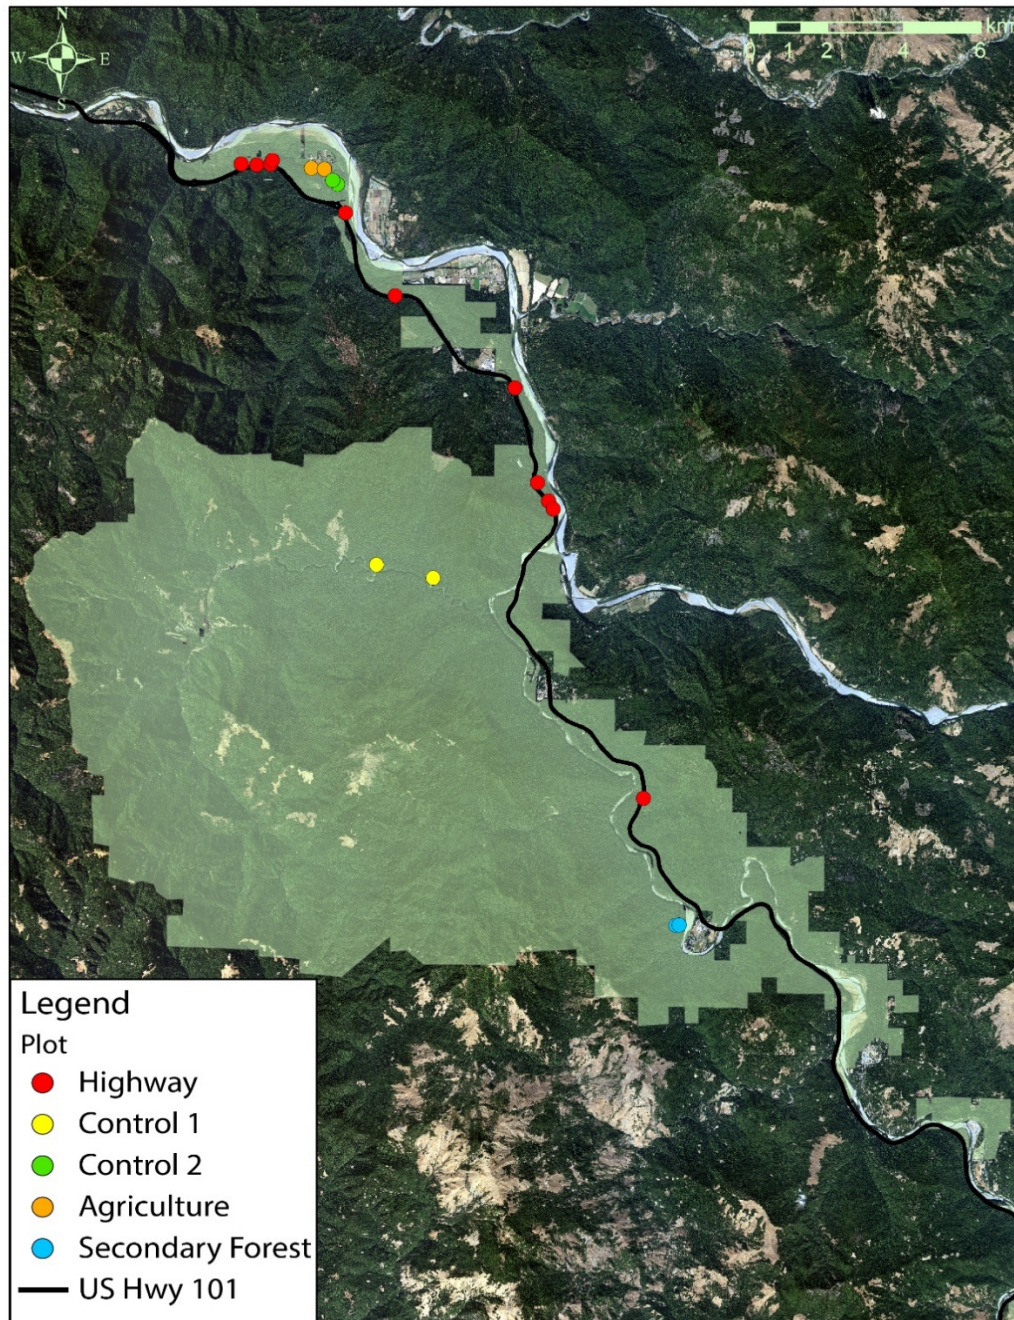 N
W E
S
km
0 1 2 4 6
Legend
Plot
Highway
Control 1
Control 2
Agriculture
Secondary Forest
US Hwy 101